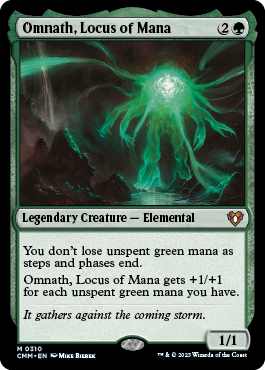 Omnath, Locus of Mana 2
Legendary Creature — Elemental
You don't lose unspent green mana as
steps and phases end.
Omnath, Locus of Mana gets +1/+1
for each unspent green mana you have.
It gathers against the coming storm.
1/1
M 0310
CMM • EN Mike Bierek
™ & © 2023 Wizards of the Coast